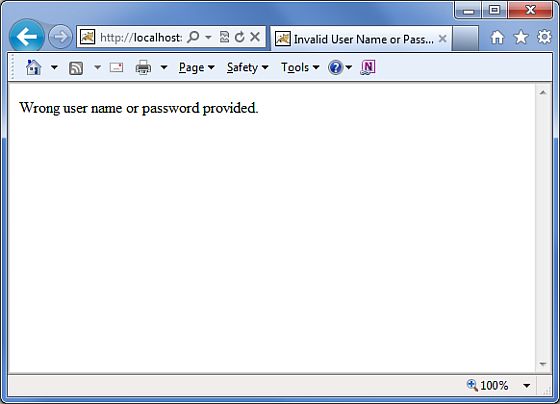 http://localhost:
Invalid User Name or Pass...
Page Safety Tools
Wrong user name or password provided.
100%